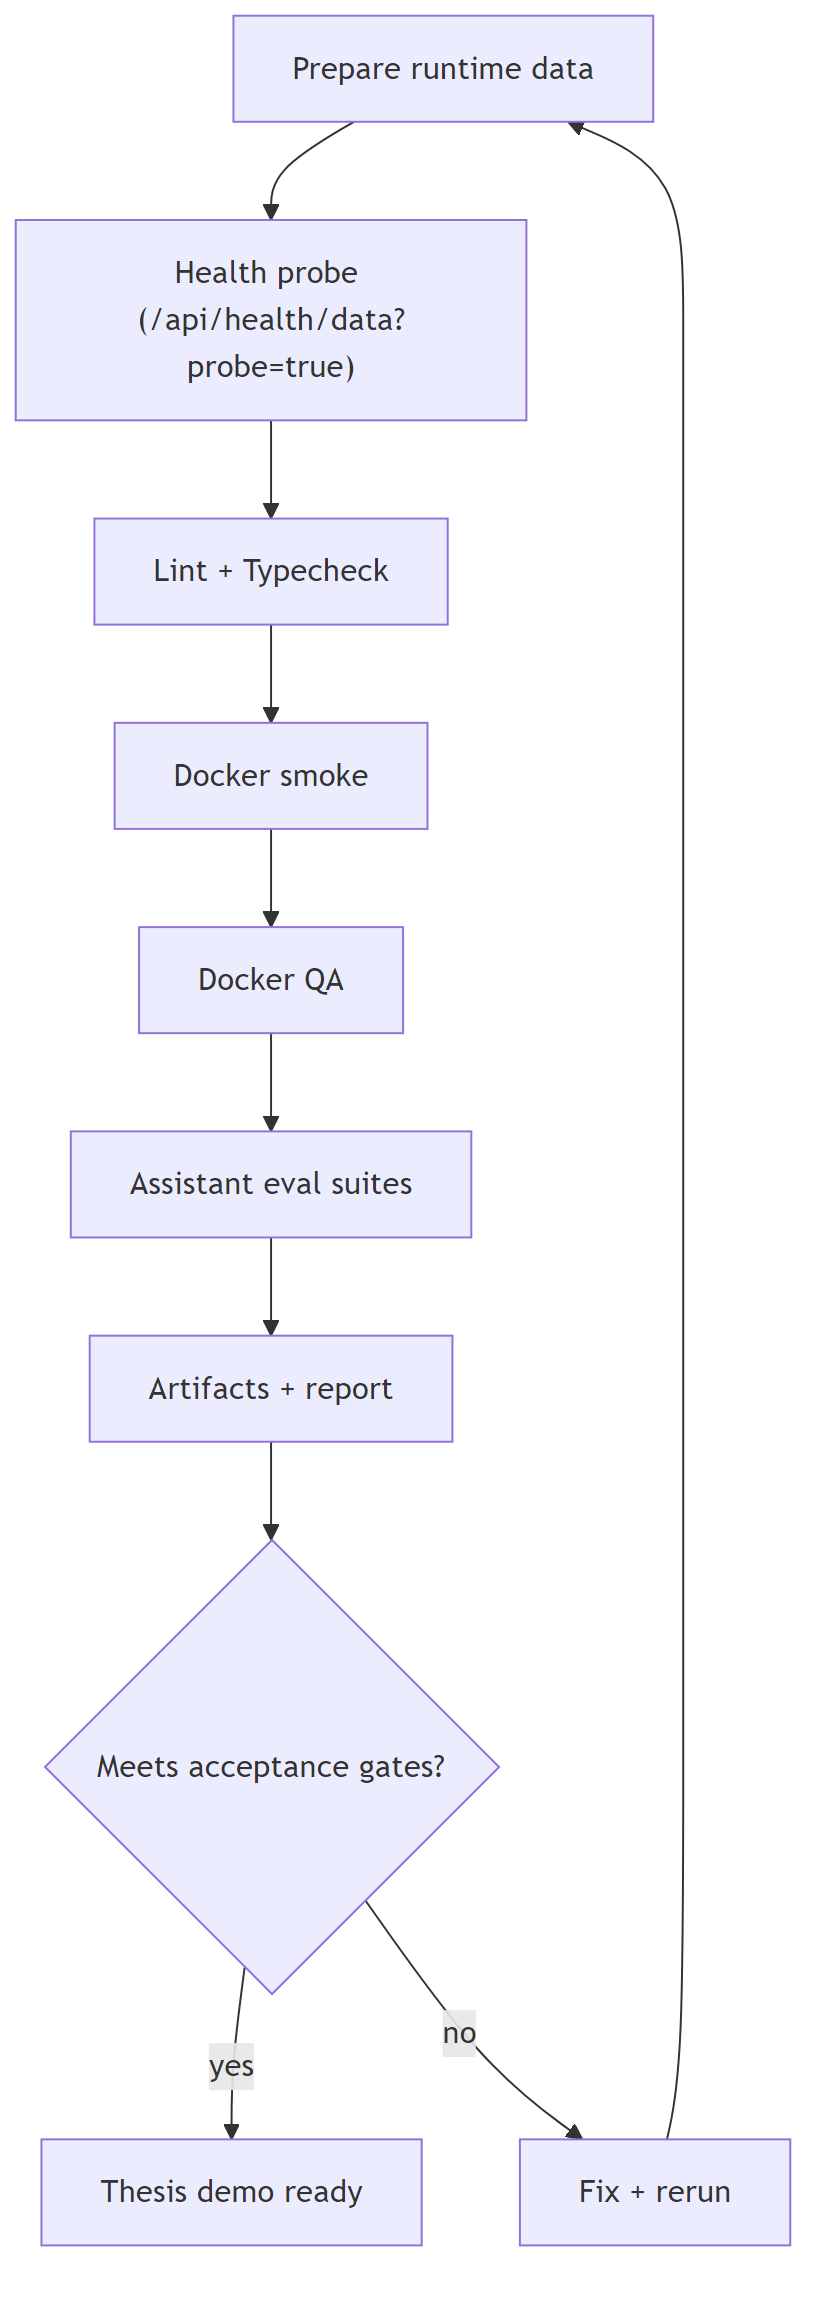 Prepare runtime data
Health probe
(/api/health/data?
probe=true)
Lint + Typecheck
Docker smoke
Docker QA
Assistant eval suites
Artifacts + report
Meets acceptance gates?
no
yes
Thesis demo ready
Fix + rerun